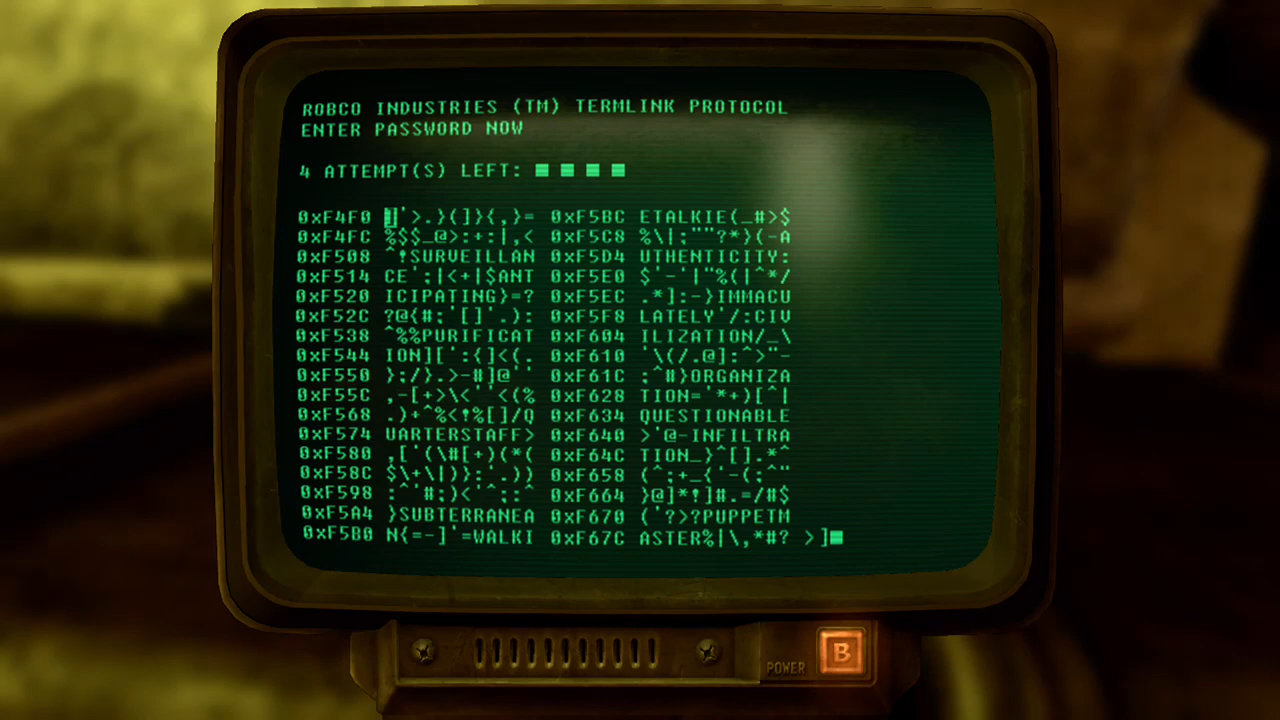 ROBCO INDUSTRIES (TM) TERMLINK PROTOCOL
ENTER PASSWORD NOW
4 ATTEMPT(S) LEFT:
0xF4F0 ]'>.}(]}{,}= 0xF5BC ETALKIE(_#>$
0xF4FC %$$_@>:+:|,< 0xF5C8 %\|;""?*}(-A
0xF508 ^!SURVEILLAN 0xF5D4 UTHENTICITY:
0xF514 CE';|<+|$ANT 0xF5E0 $'-'|"%(|^*/
0xF520 ICIPATING}=? 0xF5EC .*]:-}IMMACU
0xF52C ?@{#;'[]'.): 0xF5F8 LATELY'/:CIV
0xF538 ^%%PURIFICAT 0xF604 ILIZATION/_\
0xF544 ION][':{]<(. 0xF610 '\(/.@]:^>"-
0xF550 };/}.>-#]@'' 0xF61C ;^#}ORGANIZA
0xF55C ,-[+>\<''<(% 0xF628 TION='*+)[^|
0xF568 .)+^%<!%[]/Q 0xF634 QUESTIONABLE
0xF574 UARTERSTAFF> 0xF640 >'@-INFILTRA
0xF580 ,['(\#[+)(*( 0xF64C TION_}^[].*^
0xF58C $\+\|)}:'.)) 0xF658 (^;+_{'-(;^"
0xF598 :^'#;)<'^;:^ 0xF664 }@]*!]#.=/#$
0xF5A4 }SUBTERRANEA 0xF670 ('?>?PUPPETM
0xF5B0 N{=-]'=WALKI 0xF67C ASTER%|\,*#? >]
POWER B